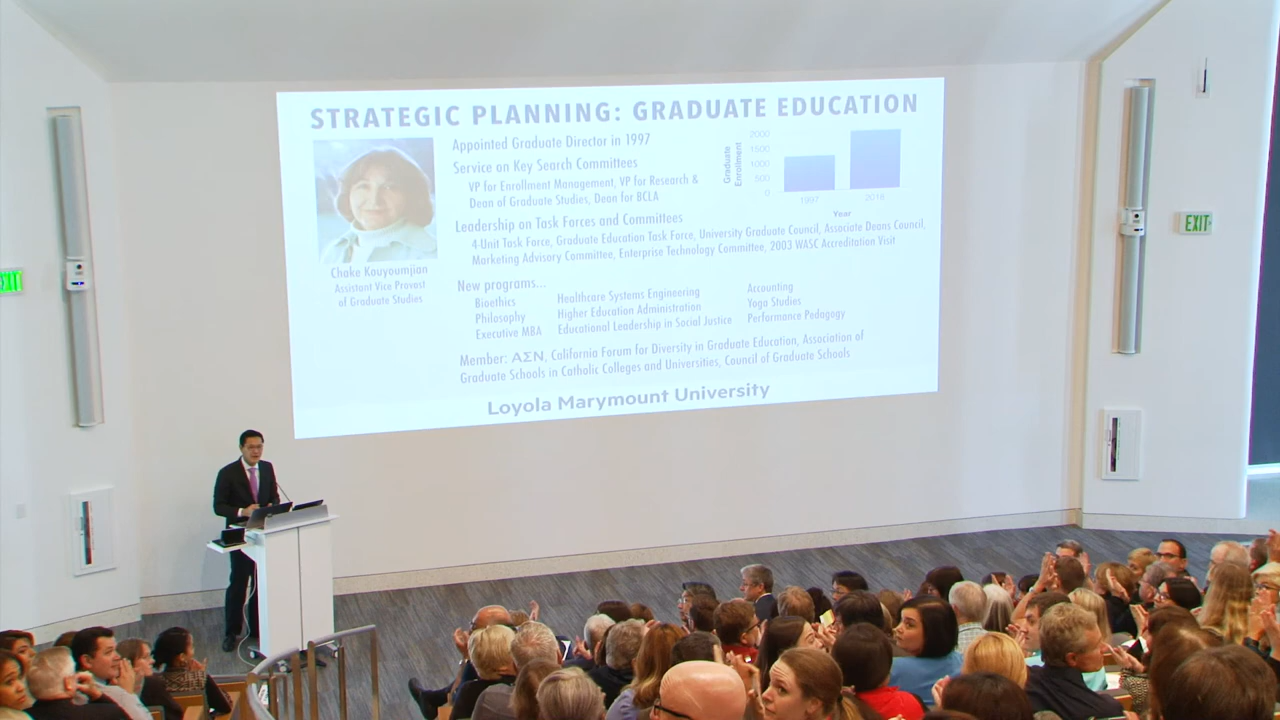 STRATEGIC PLANNING: GRADUATE EDUCATION
Appointed Graduate Director in 1997
Service on Key Search Committees
VP for Enrollment Management, VP for Research &
Dean of Graduate Studies, Dean for BCLA
Leadership on Task Forces and Committees
4-Unit Task Force, Graduate Education Task Force, University Graduate Council, Associate Deans Council,
Marketing Advisory Committee, Enterprise Technology Committee, 2003 WASC Accreditation Visit
Graduate
Enrollment
2000
1500
1000
500
0
1997
2016
Year
Chake Kouyoumjian
Assistant Vice Provost
of Graduate Studies
New programs...
Bioethics
Philosophy
Executive MBA
Healthcare Systems Engineering
Higher Education Administration
Educational Leadership in Social Justice
Accounting
Yoga Studies
Performance Pedagogy
Member: ΑΣΝ, California Forum for Diversity in Graduate Education, Association of
Graduate Schools in Catholic Colleges and Universities, Council of Graduate Schools
Loyola Marymount University
EXIT
EXIT